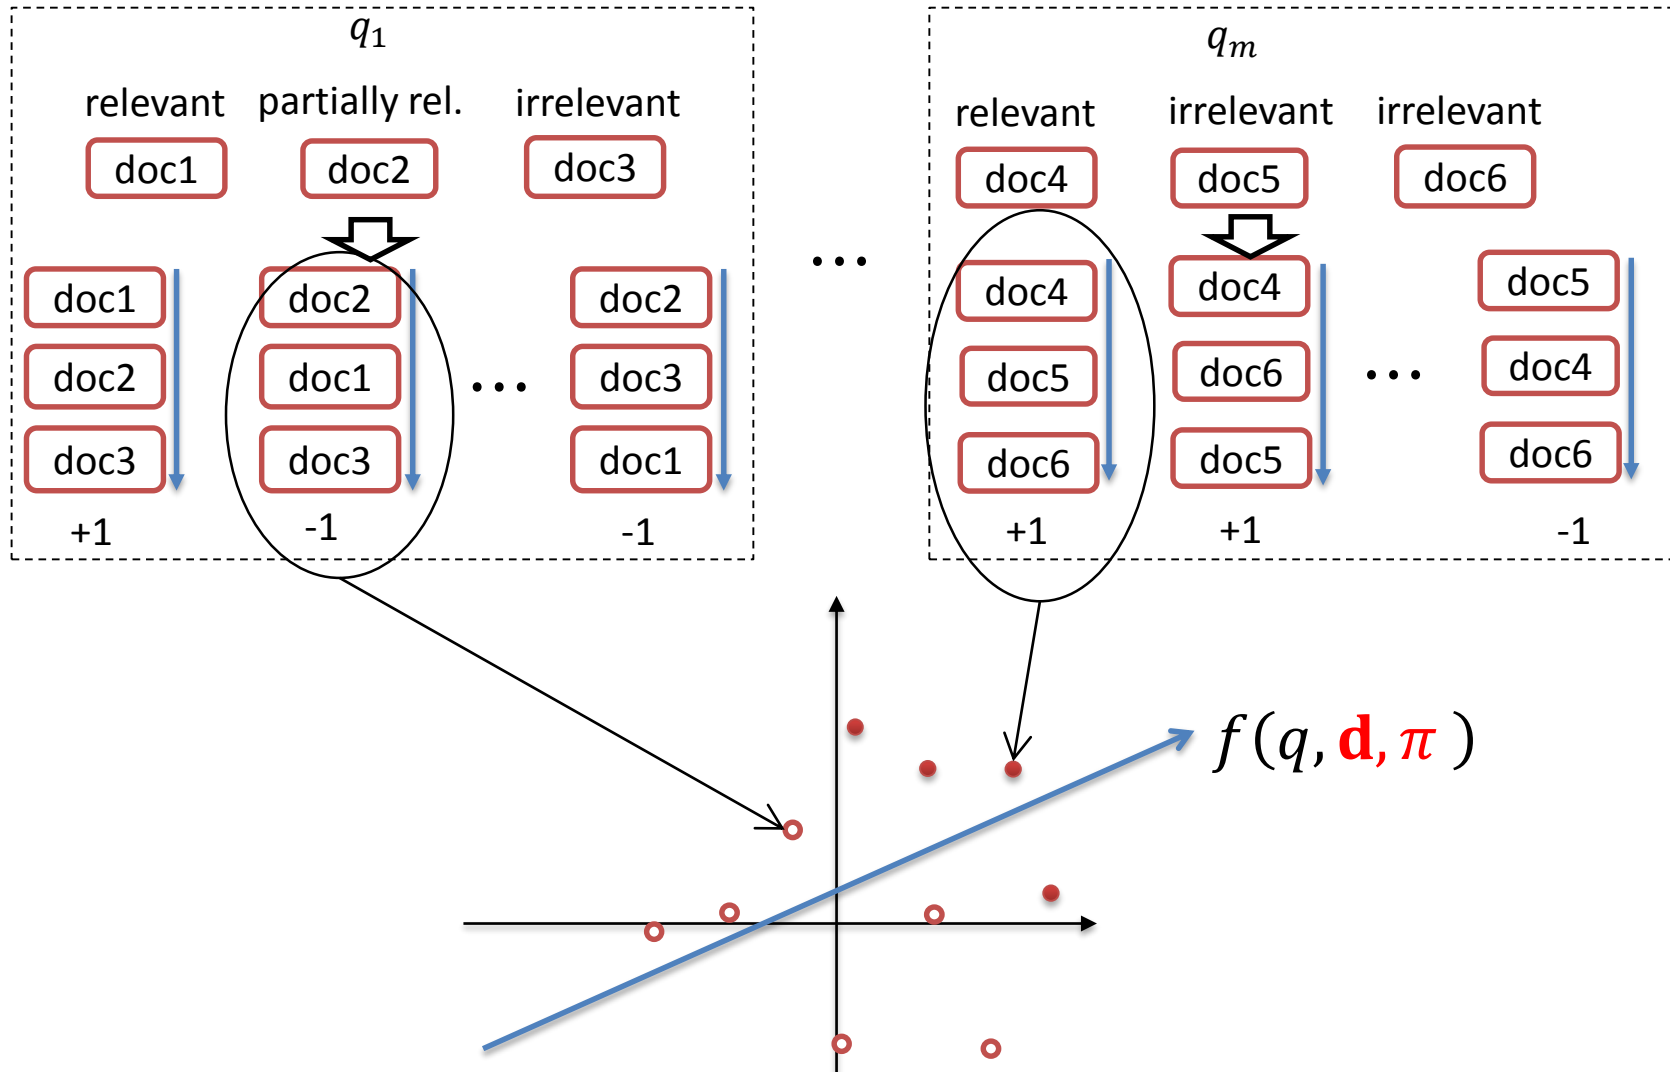 q₁
relevant partially rel. irrelevant
doc1 doc2 doc3
doc1 doc2 … doc2
doc2 doc1 doc3
doc3 doc3 doc1
+1 -1 -1
…
qₘ
relevant irrelevant irrelevant
doc4 doc5 doc6
doc4 doc4 … doc5
doc5 doc6 doc4
doc6 doc5 doc6
+1 +1 -1
f(q, d, π )